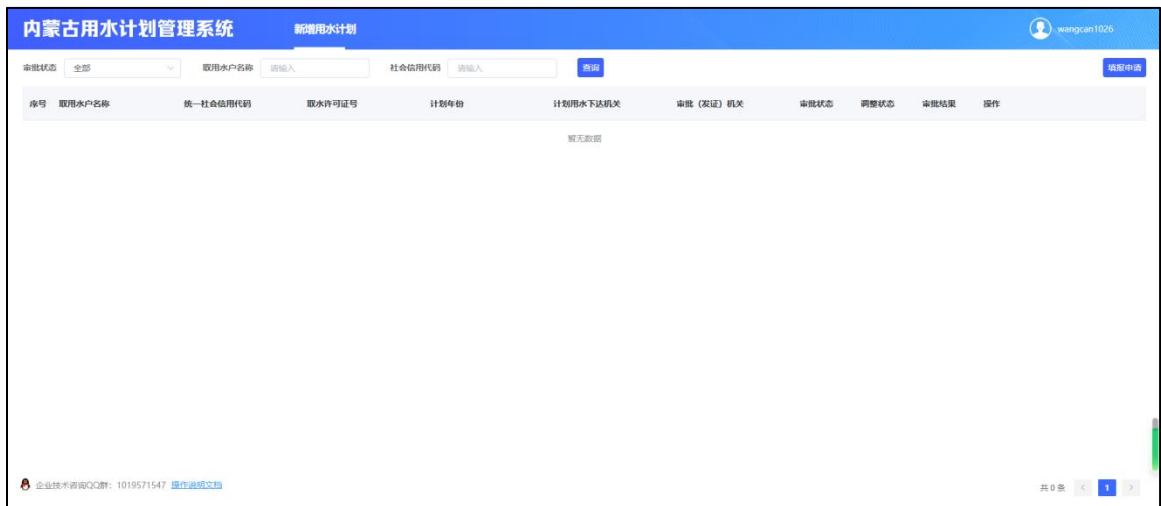 内蒙古用水计划管理系统 新增用水计划 wangcan1026
审批状态 全部 取用水户名称 请输入 社会信用代码 请输入 查询 填报申请
序号 取用水户名称 统一社会信用代码 取水许可证号 计划年份 计划用水下达机关 审批（发证）机关 审批状态 调整状态 审批结果 操作
暂无数据
企业技术咨询QQ群：1019571547 操作说明文档 共 0 条 < 1 >